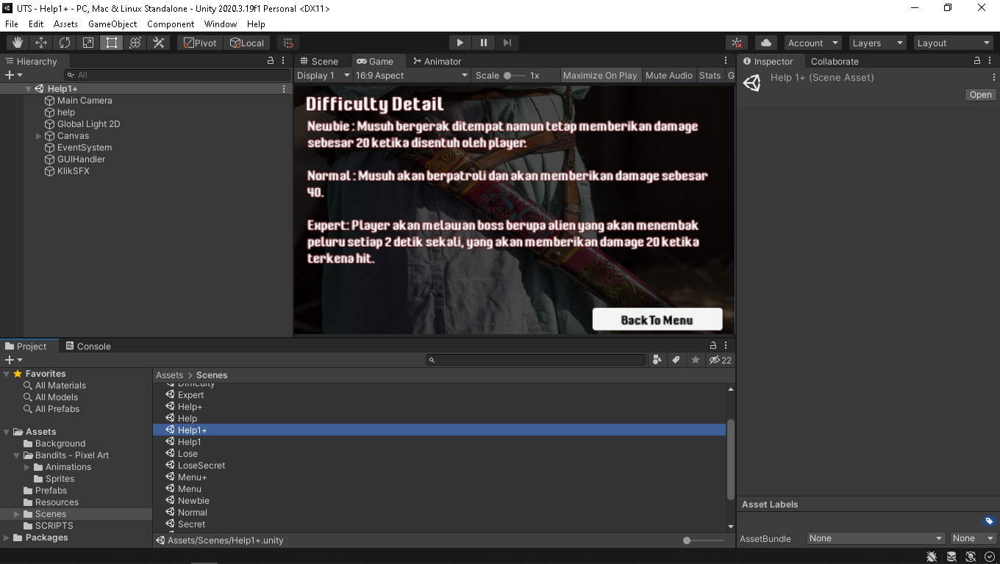 UTS - Help1+ - PC, Mac & Linux Standalone - Unity 2020.3.19f1 Personal <DX11>
File Edit Assets GameObject Component Window Help
Pivot Local Account Layers Layout
Hierarchy
All
Help1+
Main Camera
help
Global Light 2D
Canvas
EventSystem
GUIHandler
KlikSFX
Scene Game Animator
Display 1 16:9 Aspect Scale 1x Maximize On Play Mute Audio Stats G
Difficulty Detail
Newbie : Musuh bergerak ditempat namun tetap memberikan damage
sebesar 20 ketika disentuh oleh player.
Normal : Musuh akan berpatroli dan akan memberikan damage sebesar
40.
Expert: Player akan melawan boss berupa alien yang akan menembak
peluru setiap 2 detik sekali, yang akan memberikan damage 20 ketika
terkena hit.
Back To Menu
Inspector Collaborate
Help 1+ (Scene Asset)
Open
Project Console
22
Favorites
All Materials
All Models
All Prefabs
Assets
Background
Bandits - Pixel Art
Animations
Sprites
Prefabs
Resources
Scenes
SCRIPTS
Packages
Assets > Scenes
Difficulty
Expert
Help+
Help
Help1+
Help1
Lose
LoseSecret
Menu+
Menu
Newbie
Normal
Secret
Assets/Scenes/Help1+.unity
Asset Labels
AssetBundle None None